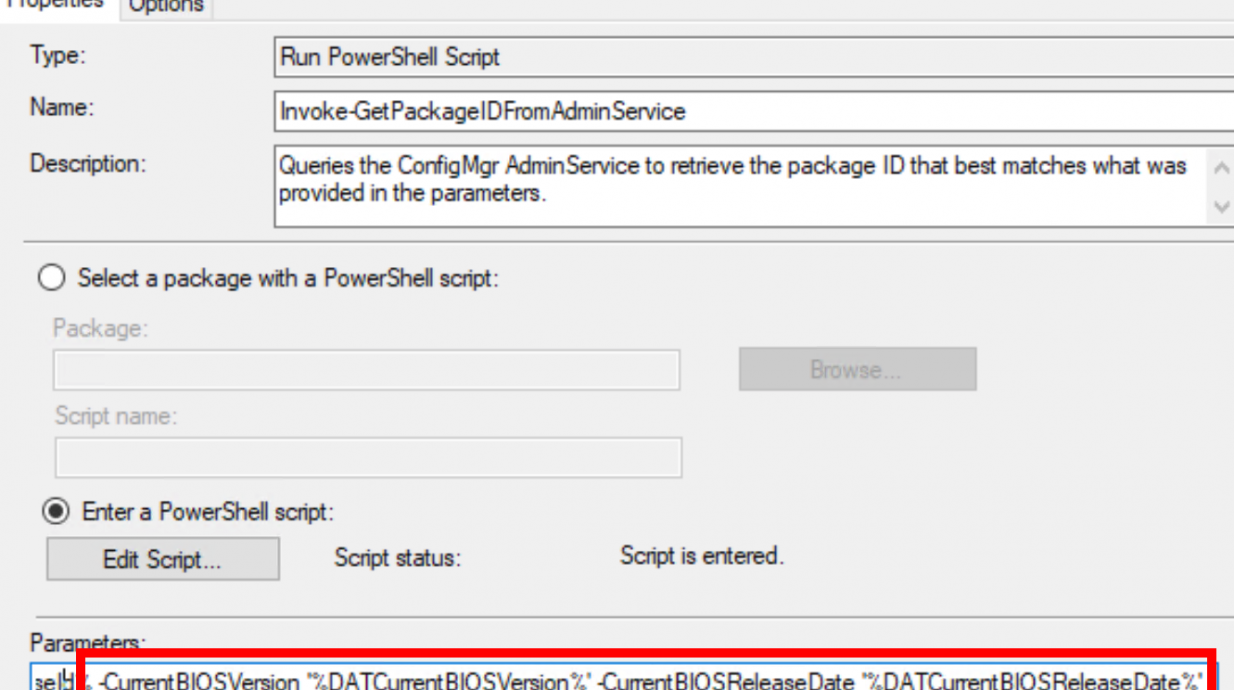 Properties
Options
Type:
Run PowerShell Script
Name:
Invoke-GetPackageIDFromAdminService
Description:
Queries the ConfigMgr AdminService to retrieve the package ID that best matches what was
provided in the parameters.
Select a package with a PowerShell script:
Package:
Browse...
Script name:
Enter a PowerShell script:
Edit Script...
Script status:
Script is entered.
Parameters:
% -CurrentBIOSVersion '%DATCurrentBIOSVersion%' -CurrentBIOSReleaseDate '%DATCurrentBIOSReleaseDate%'